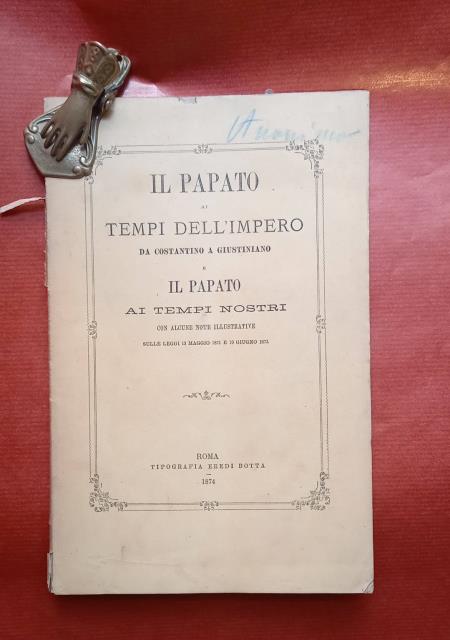 Anonimo
IL PAPATO
AI
TEMPI DELL'IMPERO
DA COSTANTINO A GIUSTINIANO
E
IL PAPATO
AI TEMPI NOSTRI
CON ALCUNE NOTE ILLUSTRATIVE
SULLE LEGGI 13 MAGGIO 1871 E 19 GIUGNO 1873
ROMA
TIPOGRAFIA EREDI BOTTA
1874